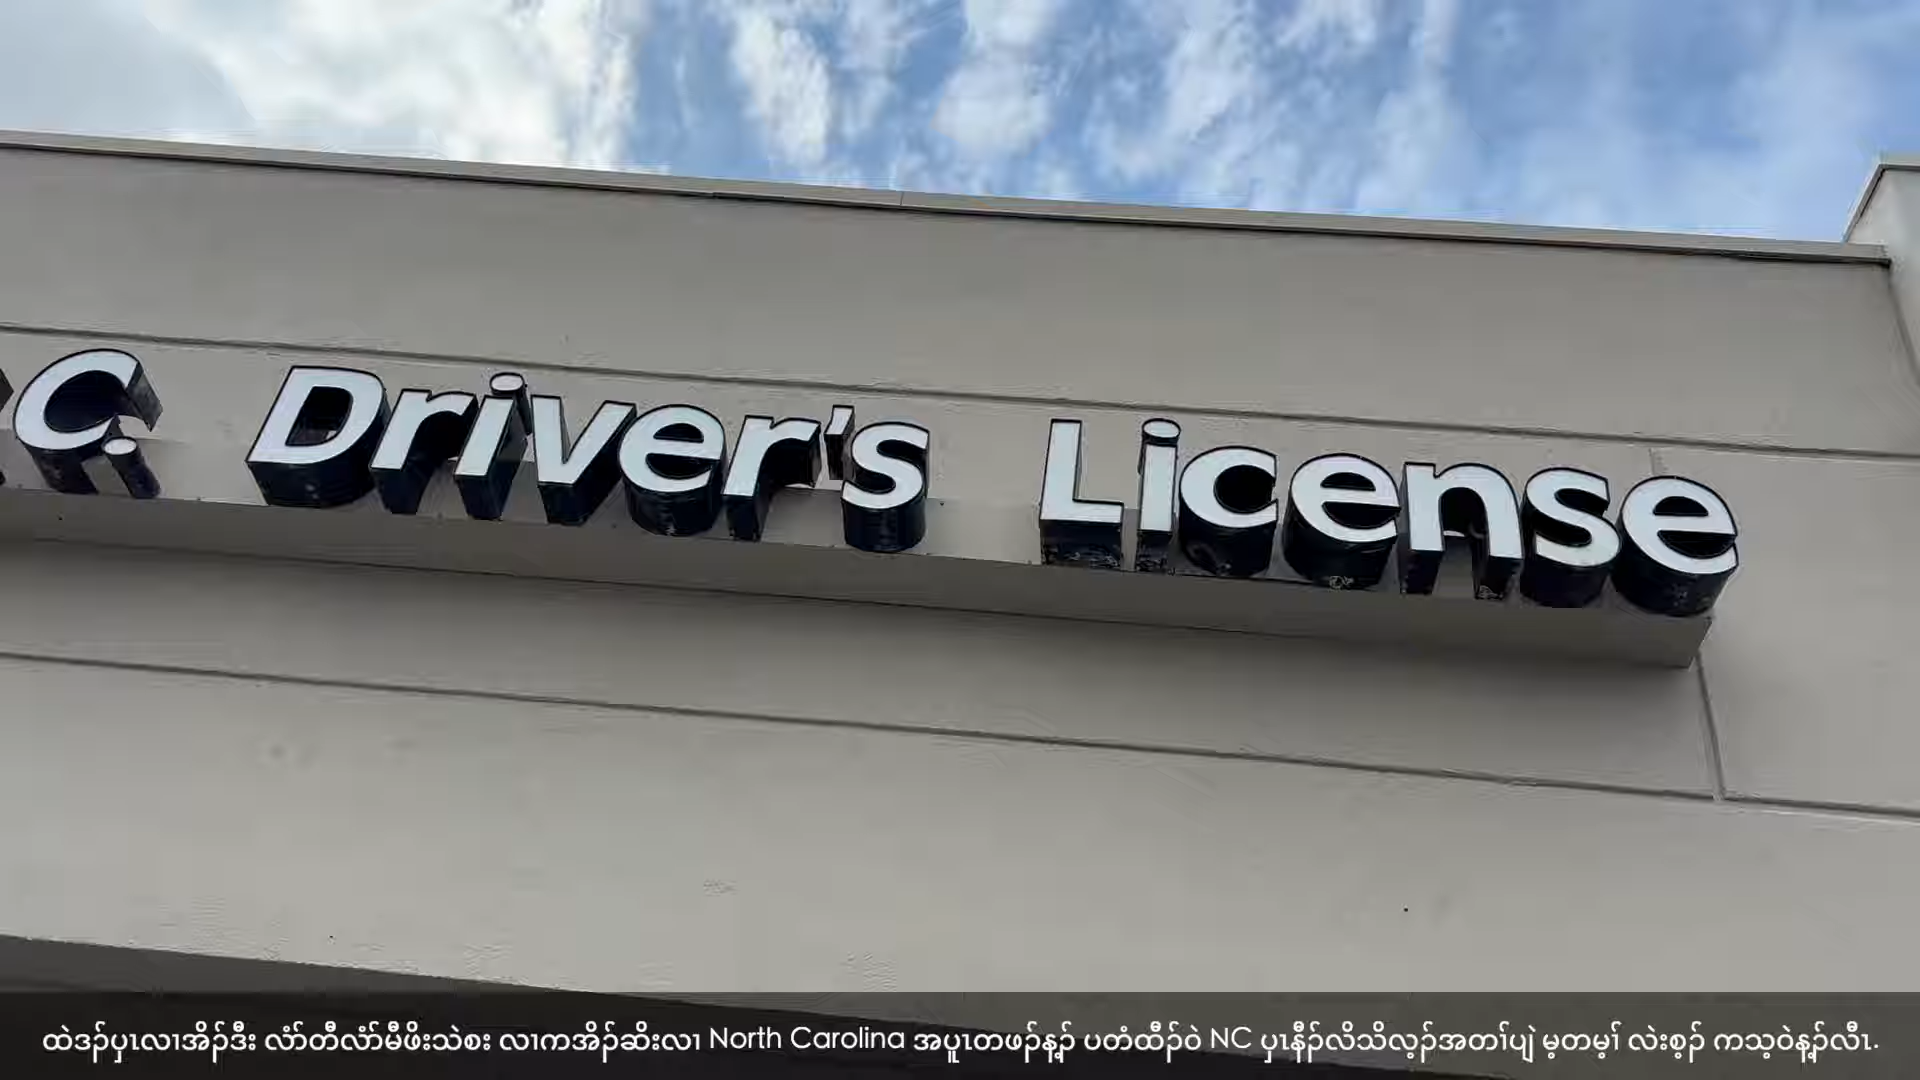 C. Driver's License
ထဲဒၣ်ပှၤလၢအိၣ်ဒီး လံာ်တီလံာ်မီဖိးသဲစး လၢကအိၣ်ဆိးလၢ North Carolina အပူၤတဖၣ်န့ၣ် ပတံထီၣ်ဝဲ NC ပှၤနီၣ်လိသိလ့ၣ်အတၢ်ပျဲ မ့တမ့ၢ် လဲးစ့ၣ် ကသ့ဝဲန့ၣ်လီၤ.